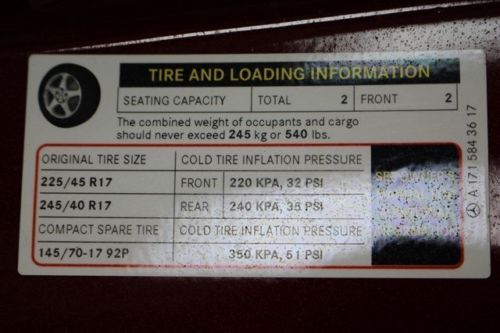 TIRE AND LOADING INFORMATION
SEATING CAPACITY TOTAL 2 FRONT 2
The combined weight of occupants and cargo
should never exceed 245 kg or 540 lbs.
ORIGINAL TIRE SIZE COLD TIRE INFLATION PRESSURE
225/45 R17 FRONT 220 KPA, 32 PSI
245/40 R17 REAR 240 KPA, 35 PSI
COMPACT SPARE TIRE COLD TIRE INFLATION PRESSURE
145/70-17 92P 350 KPA, 51 PSI
SEE OWNER'S
A 171 584 36 17